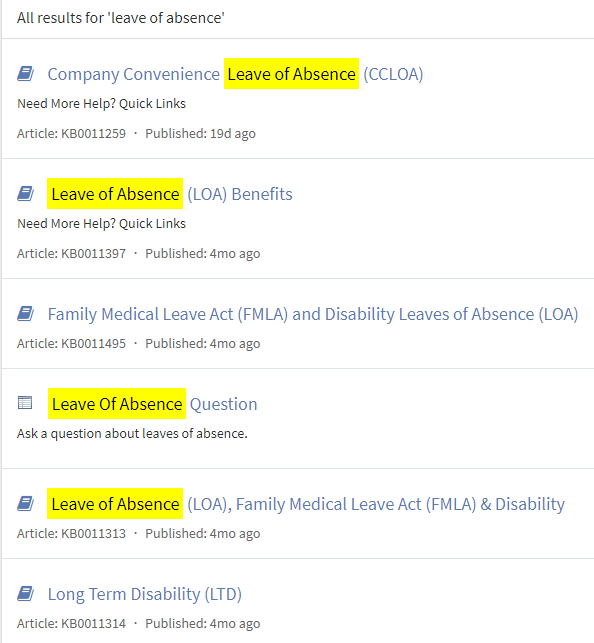 All results for 'leave of absence'
Company Convenience Leave of Absence (CCLOA)
Need More Help? Quick Links
Article: KB0011259 · Published: 19d ago
Leave of Absence (LOA) Benefits
Need More Help? Quick Links
Article: KB0011397 · Published: 4mo ago
Family Medical Leave Act (FMLA) and Disability Leaves of Absence (LOA)
Article: KB0011495 · Published: 4mo ago
Leave Of Absence Question
Ask a question about leaves of absence.
Leave of Absence (LOA), Family Medical Leave Act (FMLA) & Disability
Article: KB0011313 · Published: 4mo ago
Long Term Disability (LTD)
Article: KB0011314 · Published: 4mo ago